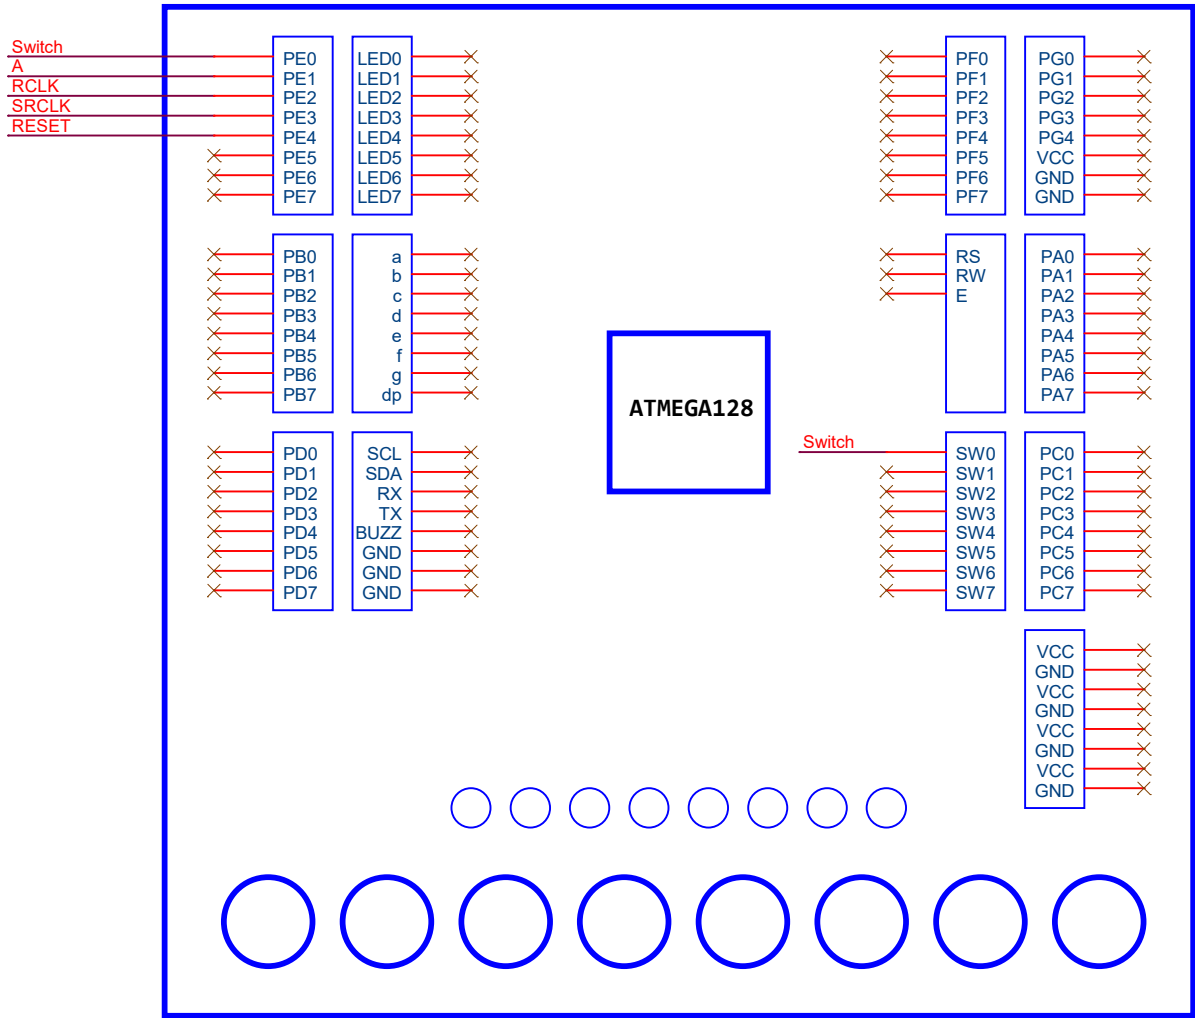 Switch
A
RCLK
SRCLK
RESET
PE0
PE1
PE2
PE3
PE4
PE5
PE6
PE7
LED0
LED1
LED2
LED3
LED4
LED5
LED6
LED7
PF0
PF1
PF2
PF3
PF4
PF5
PF6
PF7
PG0
PG1
PG2
PG3
PG4
VCC
GND
GND
PB0
PB1
PB2
PB3
PB4
PB5
PB6
PB7
a
b
c
d
e
f
g
dp
RS
RW
E
PA0
PA1
PA2
PA3
PA4
PA5
PA6
PA7
ATMEGA128
PD0
PD1
PD2
PD3
PD4
PD5
PD6
PD7
SCL
SDA
RX
TX
BUZZ
GND
GND
GND
Switch
SW0
SW1
SW2
SW3
SW4
SW5
SW6
SW7
PC0
PC1
PC2
PC3
PC4
PC5
PC6
PC7
VCC
GND
VCC
GND
VCC
GND
VCC
GND